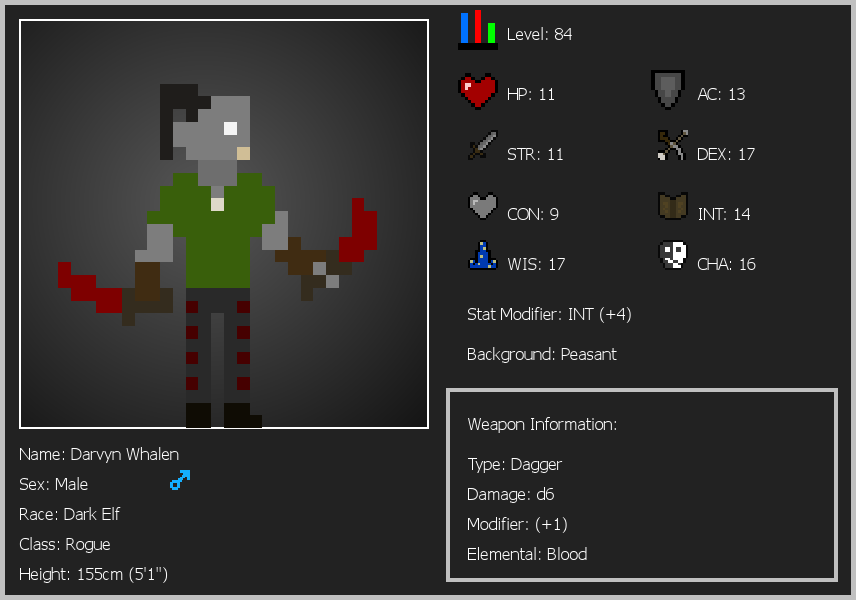 Level: 84
HP: 11
AC: 13
STR: 11
DEX: 17
CON: 9
INT: 14
WIS: 17
CHA: 16
Stat Modifier: INT (+4)
Background: Peasant
Weapon Information:
Type: Dagger
Damage: d6
Modifier: (+1)
Elemental: Blood
Name: Darvyn Whalen
Sex: Male
Race: Dark Elf
Class: Rogue
Height: 155cm (5'1")